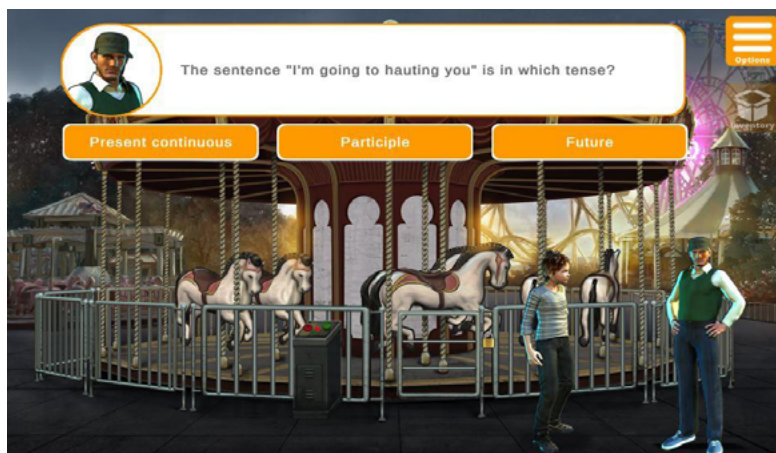 The sentence "I'm going to hauting you" is in which tense?
Options
Present continuous
Participle
Future
Inventory